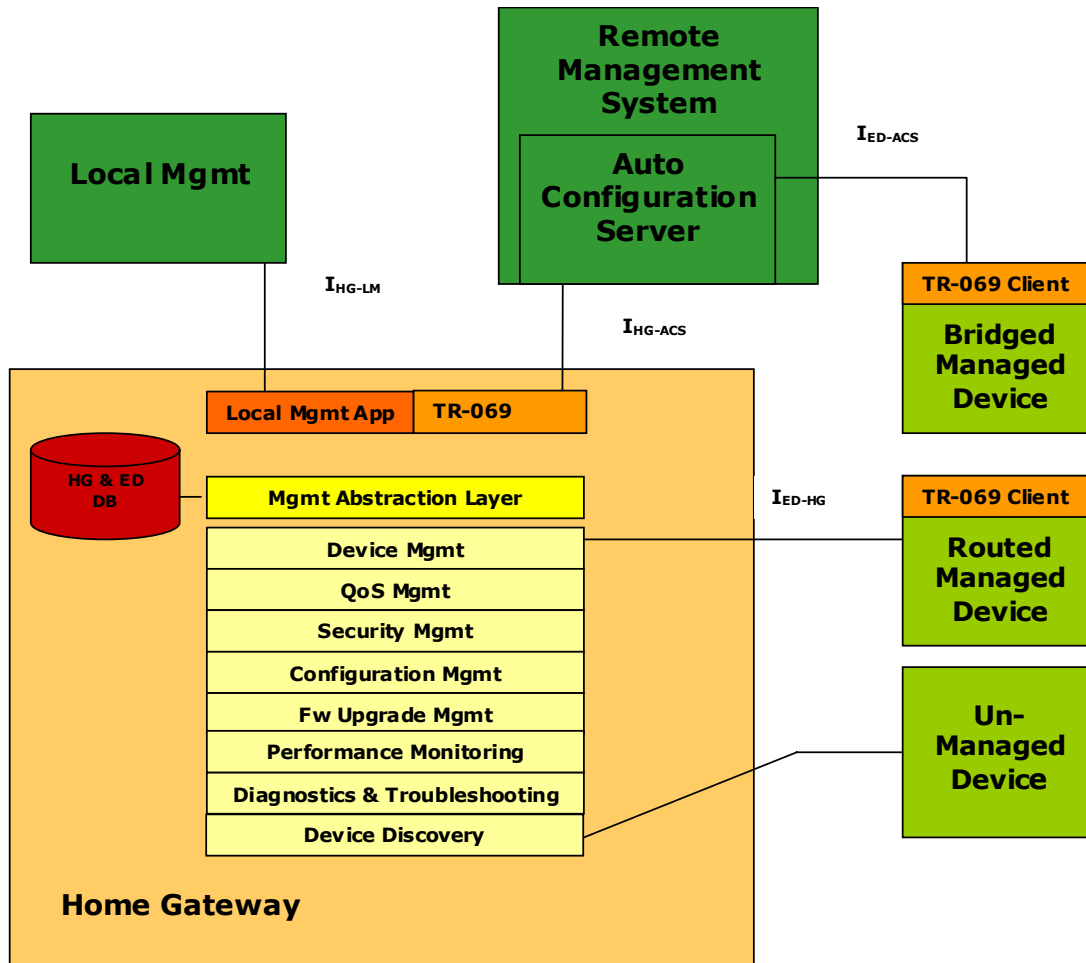 Remote
Management
System
Auto
Configuration
Server
Local Mgmt
I_ED-ACS
I_HG-LM
I_HG-ACS
TR-069 Client
Bridged
Managed
Device
Local Mgmt App
TR-069
HG & ED
DB
Mgmt Abstraction Layer
I_ED-HG
TR-069 Client
Routed
Managed
Device
Device Mgmt
QoS Mgmt
Security Mgmt
Configuration Mgmt
Fw Upgrade Mgmt
Performance Monitoring
Diagnostics & Troubleshooting
Device Discovery
Un-
Managed
Device
Home Gateway